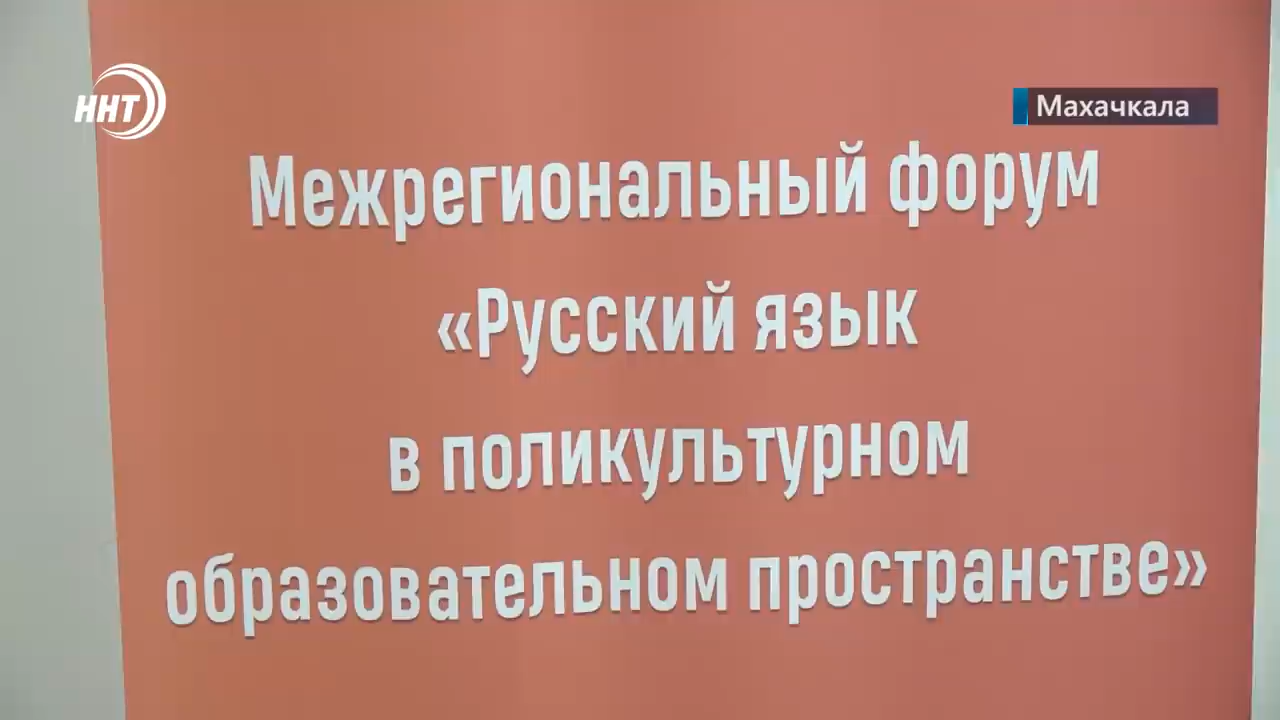 ННТ
Махачкала
Межрегиональный форум
«Русский язык
в поликультурном
образовательном пространстве»